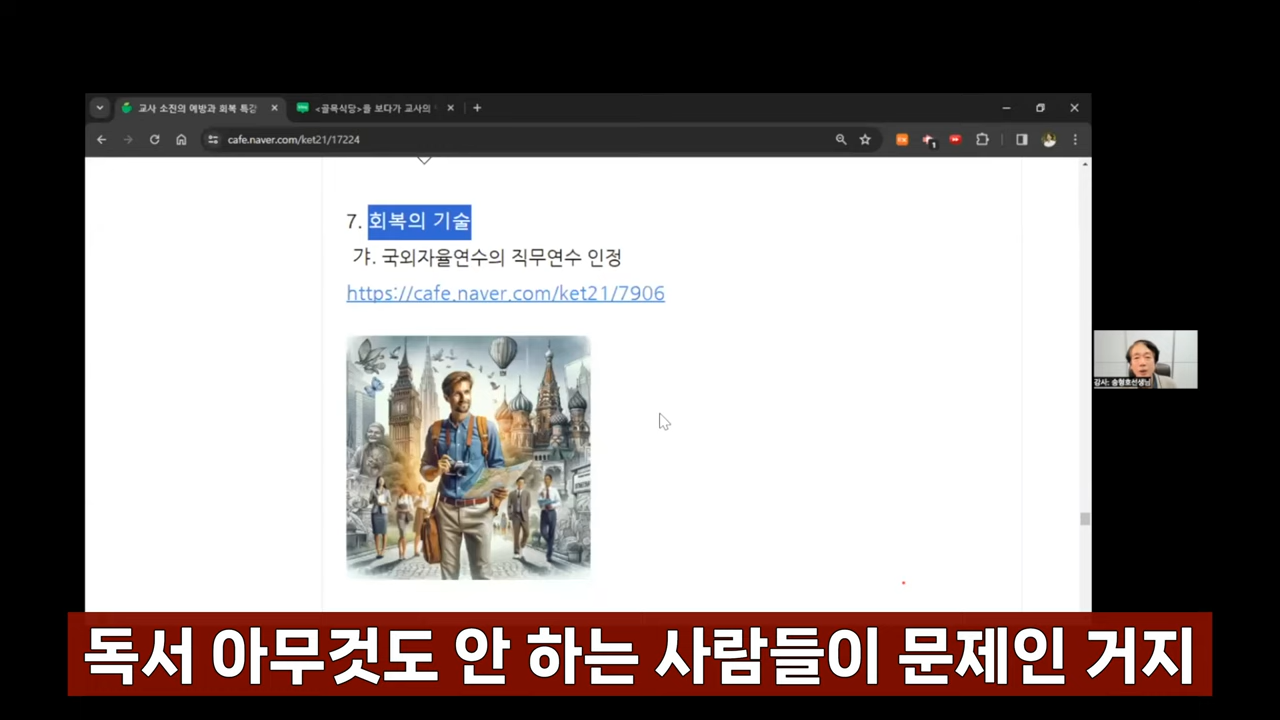 교사 소진의 예방과 회복 특강
<골목식당>을 보다가 교사의
cafe.naver.com/ket21/17224
7. 회복의 기술
갸. 국외자율연수의 직무연수 인정
https://cafe.naver.com/ket21/7906
강사: 송형호선생님
독서 아무것도 안 하는 사람들이 문제인 거지